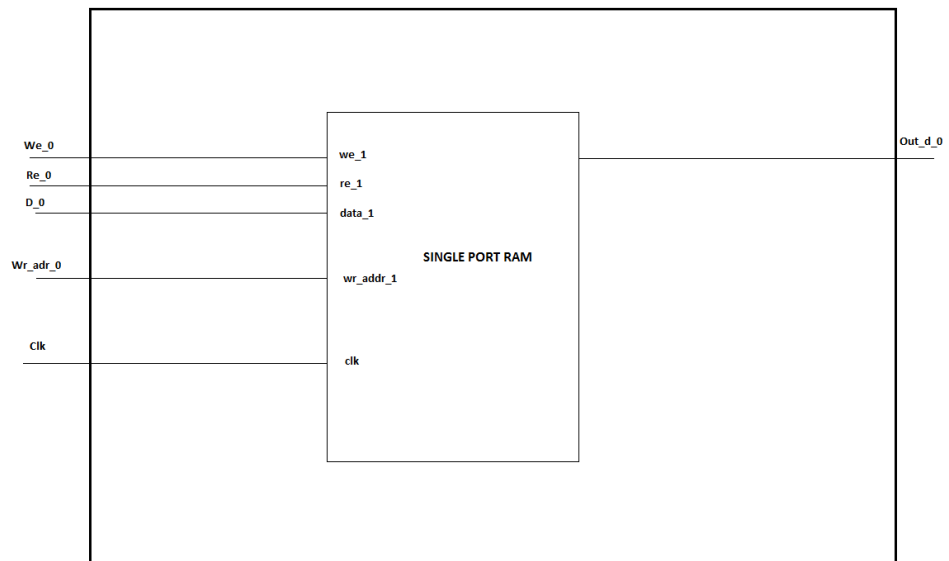 We_0
Re_0
D_0
Wr_adr_0
Clk
we_1
re_1
data_1
wr_addr_1
clk
SINGLE PORT RAM
Out_d_0